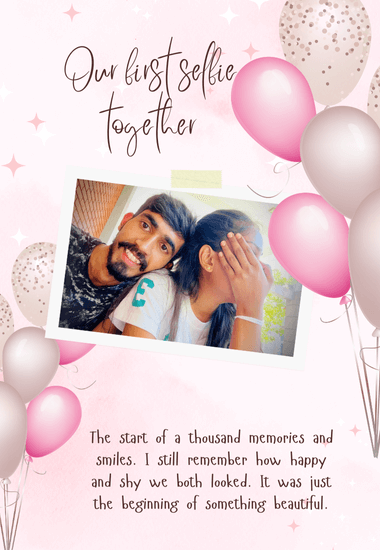 Our first selfie
together
E
The start of a thousand memories and
smiles. I still remember how happy
and shy we both looked. It was just
the beginning of something beautiful.